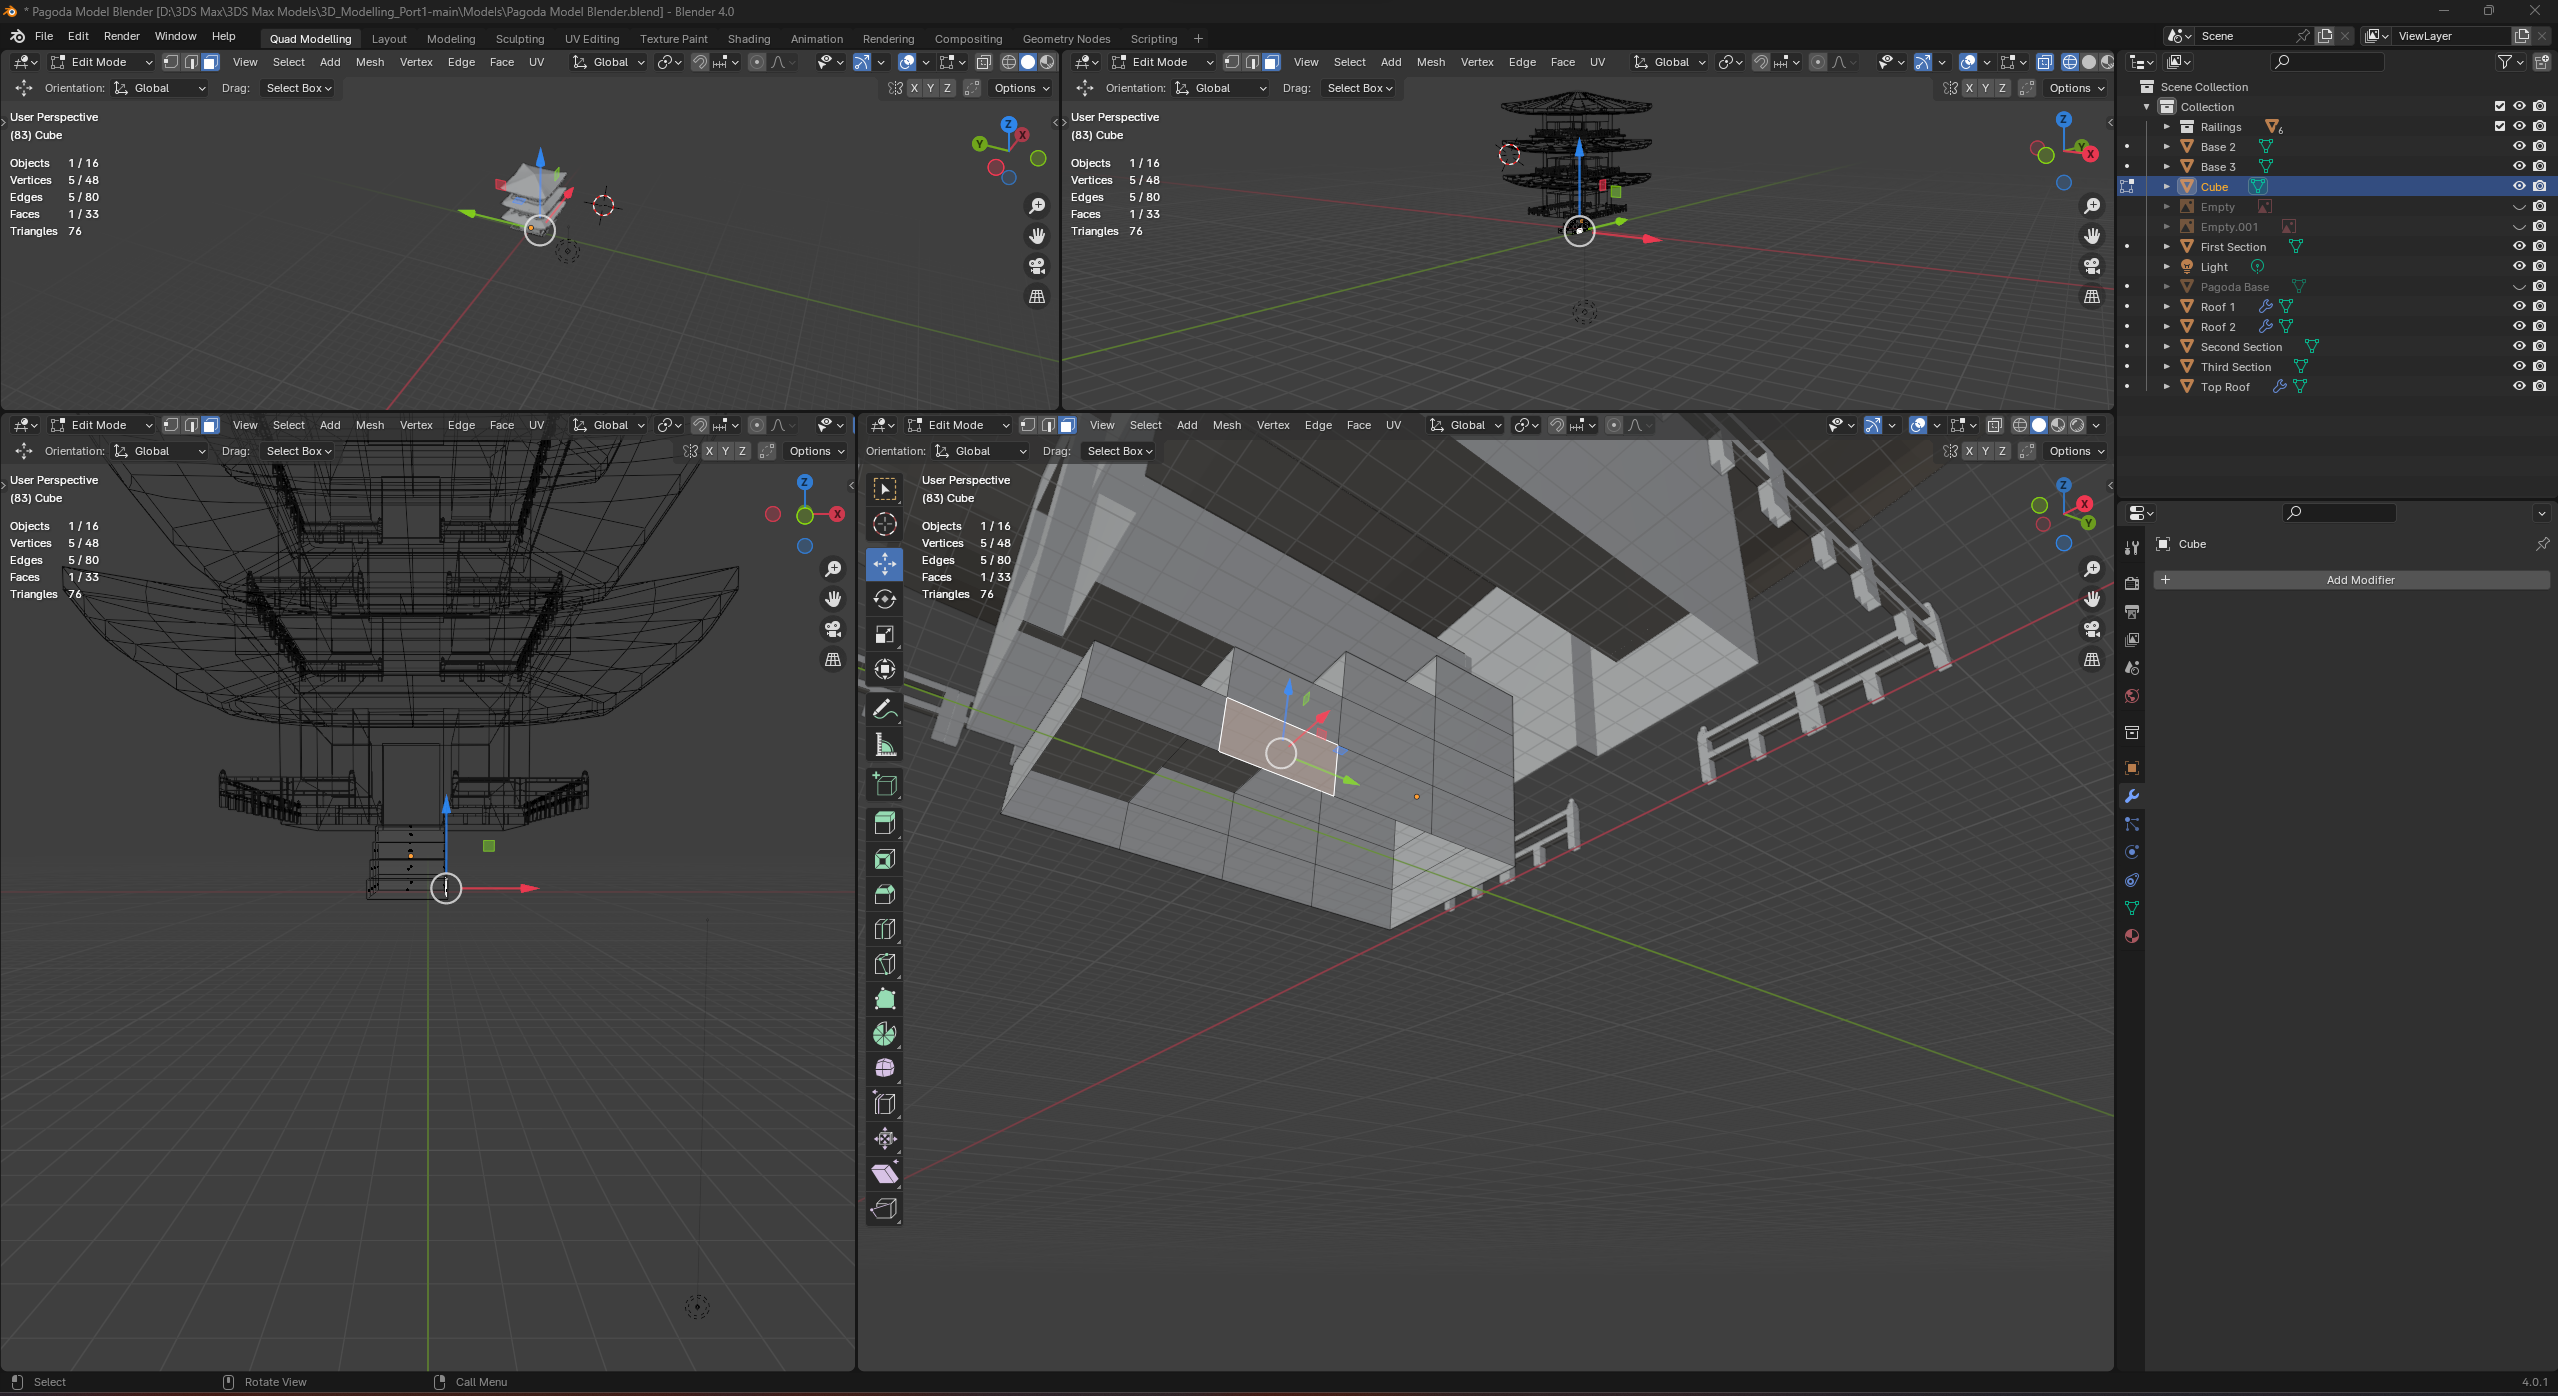 * Pagoda Model Blender [D:\3DS Max\3DS Max Models\3D_Modelling_Port1-main\Models\Pagoda Model Blender.blend] - Blender 4.0
File Edit Render Window Help Quad Modelling Layout Modeling Sculpting UV Editing Texture Paint Shading Animation Rendering Compositing Geometry Nodes Scripting + Scene ViewLayer
Edit Mode View Select Add Mesh Vertex Edge Face UV Global
Orientation: Global Drag: Select Box X Y Z Options
User Perspective
(83) Cube
Objects 1 / 16
Vertices 5 / 48
Edges 5 / 80
Faces 1 / 33
Triangles 76
Z
X
Y
Edit Mode View Select Add Mesh Vertex Edge Face UV Global
Orientation: Global Drag: Select Box X Y Z Options
User Perspective
(83) Cube
Objects 1 / 16
Vertices 5 / 48
Edges 5 / 80
Faces 1 / 33
Triangles 76
Z
Y
X
Edit Mode View Select Add Mesh Vertex Edge Face UV Global
Orientation: Global Drag: Select Box X Y Z Options
User Perspective
(83) Cube
Objects 1 / 16
Vertices 5 / 48
Edges 5 / 80
Faces 1 / 33
Triangles 76
Z
X
Edit Mode View Select Add Mesh Vertex Edge Face UV Global
Orientation: Global Drag: Select Box X Y Z Options
User Perspective
(83) Cube
Objects 1 / 16
Vertices 5 / 48
Edges 5 / 80
Faces 1 / 33
Triangles 76
Z
X
Y
Scene Collection
Collection
Railings 6
Base 2
Base 3
Cube
Empty
Empty.001
First Section
Light
Pagoda Base
Roof 1
Roof 2
Second Section
Third Section
Top Roof
Cube
+ Add Modifier
Select Rotate View Call Menu 4.0.1